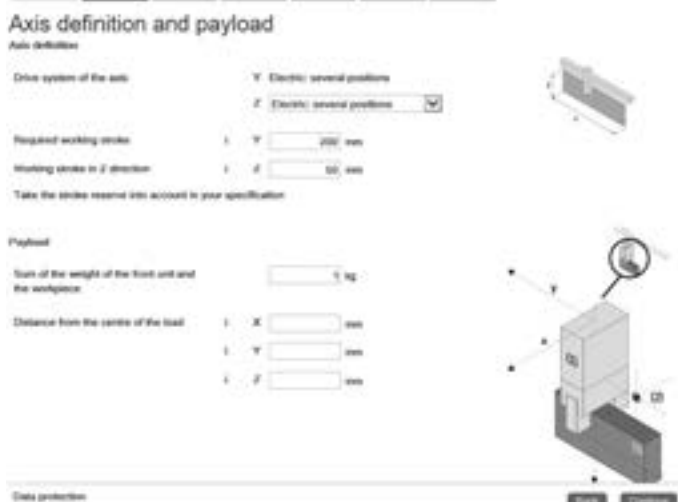 Axis definition and payload
Axis definition
Drive system of the axis Y Electric: several positions
Z Electric: several positions
Required working stroke i Y 200 mm
Working stroke in Z direction i Z 50 mm
Take the stroke reserve into account in your specification
Payload
Sum of the weight of the front unit and
the workpiece
kg
Distance from the centre of the load i X mm
i Y mm
i Z mm
Data protection